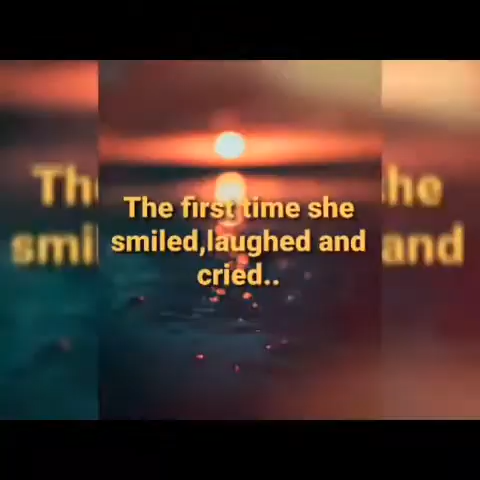 The first time she
smiled,laughed and
cried..